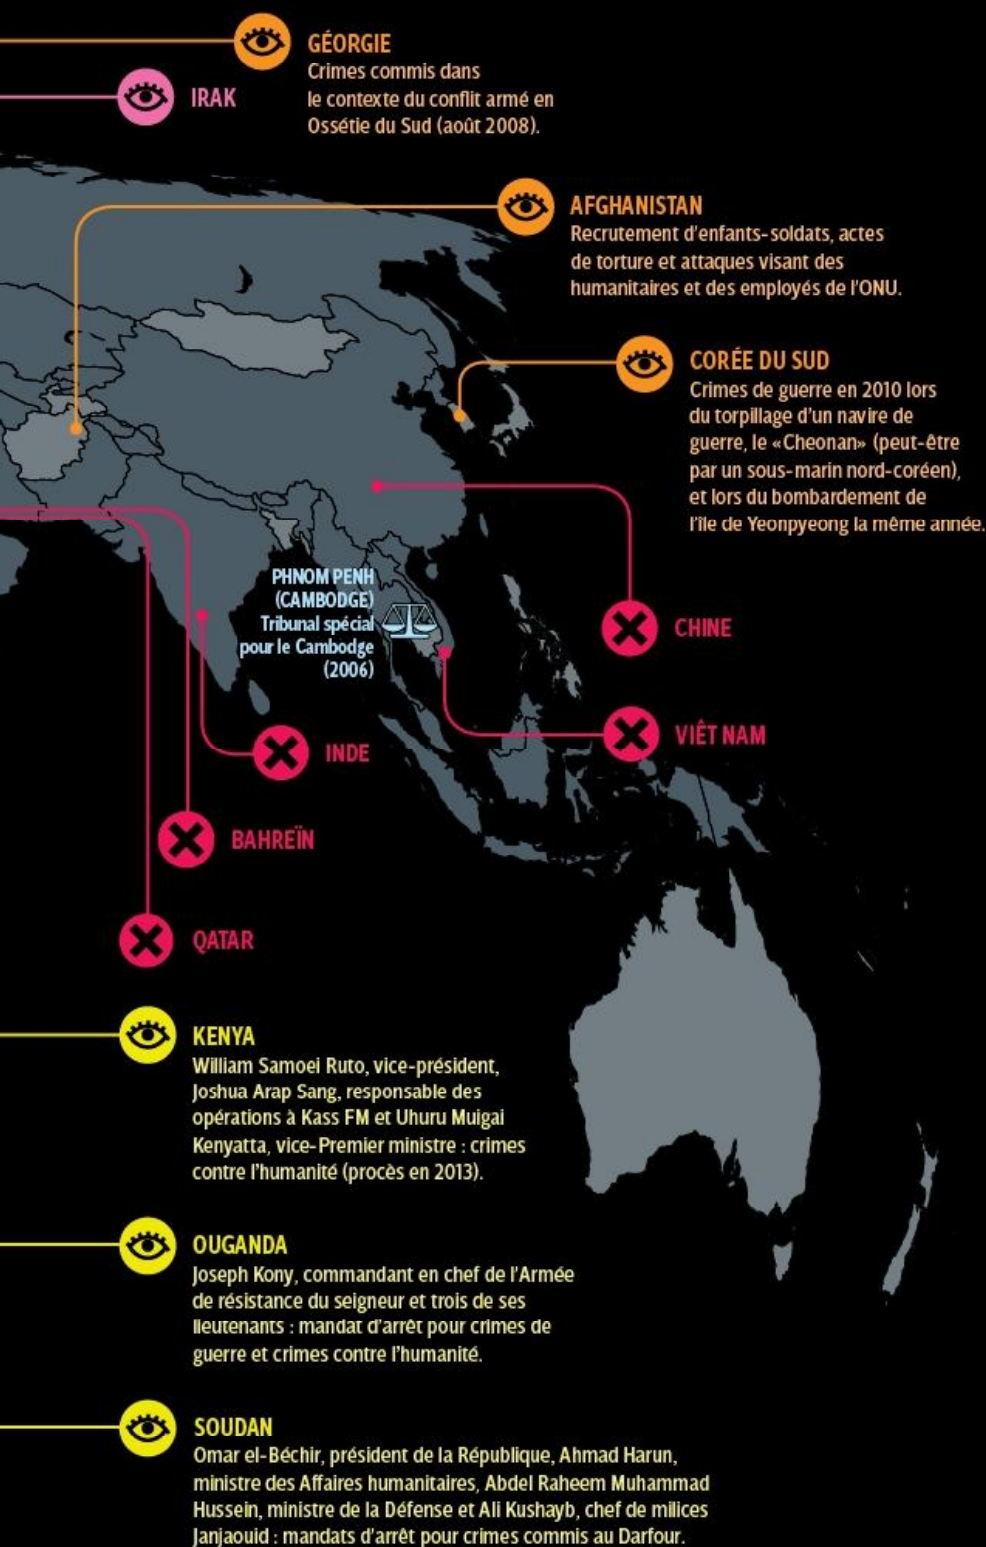 GÉORGIE
Crimes commis dans
le contexte du conflit armé en
Ossétie du Sud (août 2008).
IRAK
AFGHANISTAN
Recrutement d'enfants-soldats, actes
de torture et attaques visant des
humanitaires et des employés de l'ONU.
CORÉE DU SUD
Crimes de guerre en 2010 lors
du torpillage d'un navire de
guerre, le «Cheonan» (peut-être
par un sous-marin nord-coréen),
et lors du bombardement de
l'île de Yeonpyeong la même année.
PHNOM PENH
(CAMBODGE)
Tribunal spécial
pour le Cambodge
(2006)
CHINE
VIÊT NAM
INDE
BAHREÏN
QATAR
KENYA
William Samoei Ruto, vice-président,
Joshua Arap Sang, responsable des
opérations à Kass FM et Uhuru Muigai
Kenyatta, vice-Premier ministre : crimes
contre l'humanité (procès en 2013).
OUGANDA
Joseph Kony, commandant en chef de l'Armée
de résistance du seigneur et trois de ses
lieutenants : mandat d'arrêt pour crimes de
guerre et crimes contre l'humanité.
SOUDAN
Omar el-Béchir, président de la République, Ahmad Harun,
ministre des Affaires humanitaires, Abdel Raheem Muhammad
Hussein, ministre de la Défense et Ali Kushayb, chef de milices
Janjaouid : mandats d'arrêt pour crimes commis au Darfour.